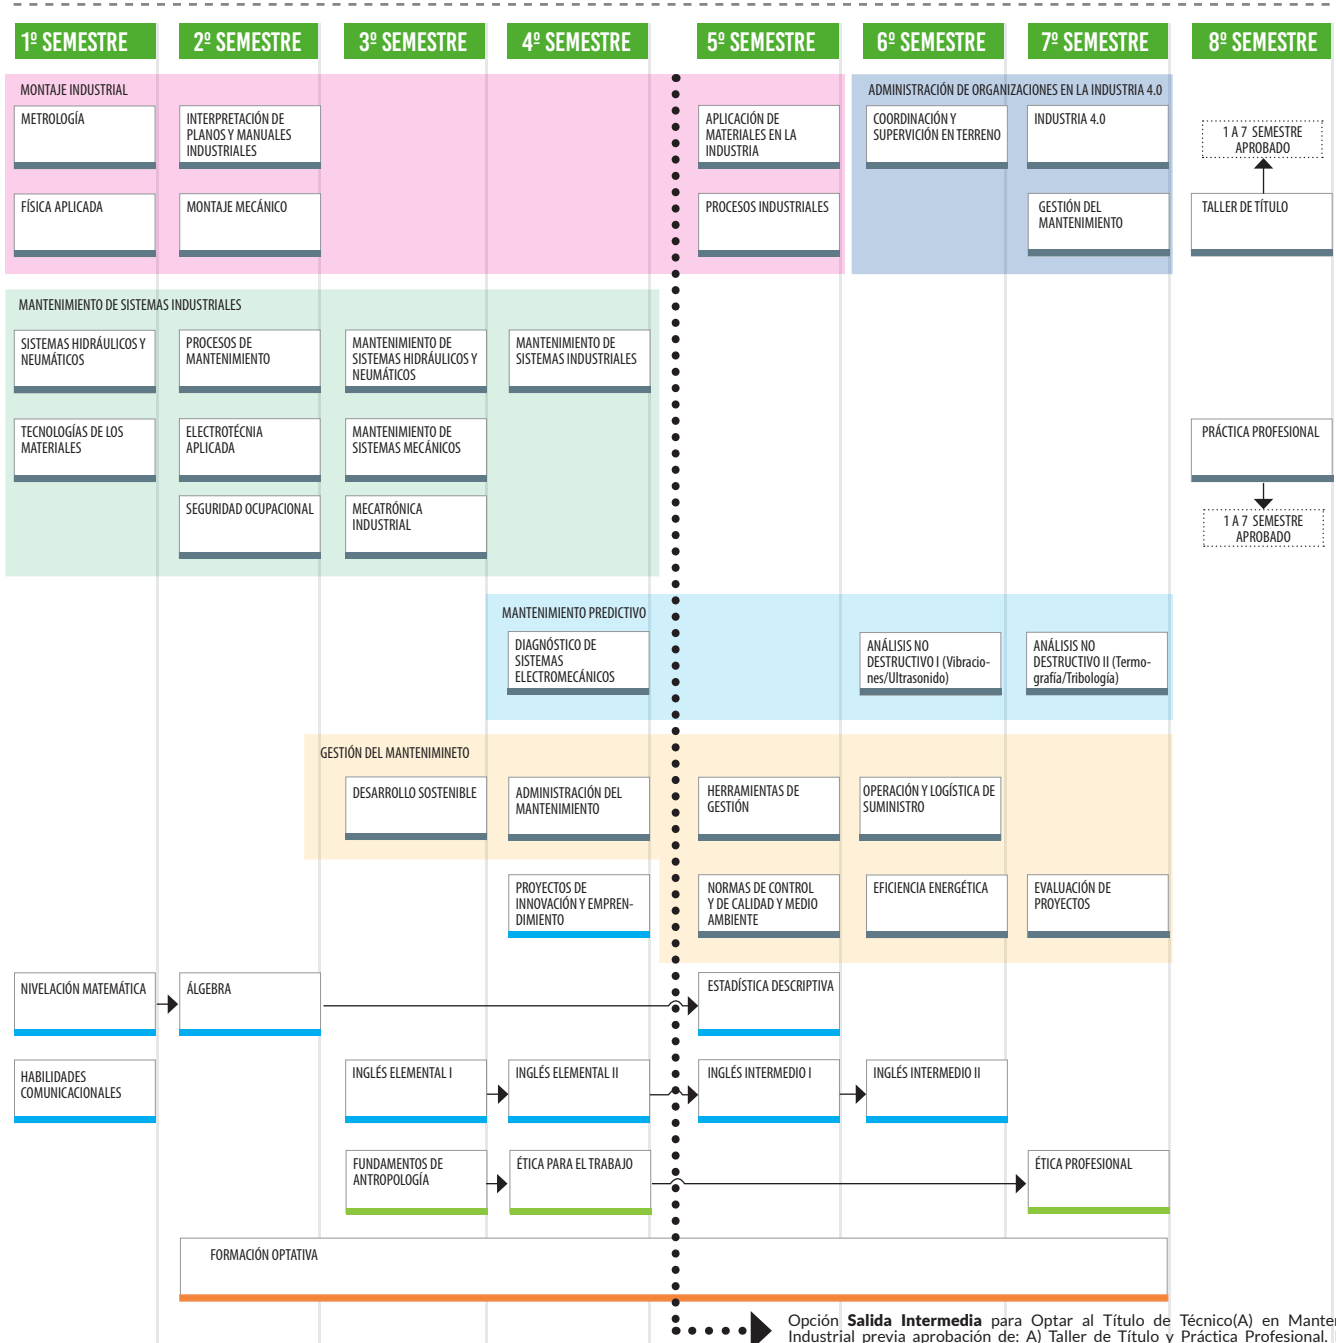 1º SEMESTRE
2º SEMESTRE
3º SEMESTRE
4º SEMESTRE
5º SEMESTRE
6º SEMESTRE
7º SEMESTRE
8º SEMESTRE
MONTAJE INDUSTRIAL
ADMINISTRACIÓN DE ORGANIZACIONES EN LA INDUSTRIA 4.0
METROLOGÍA
INTERPRETACIÓN DE
PLANOS Y MANUALES
INDUSTRIALES
APLICACIÓN DE
MATERIALES EN LA
INDUSTRIA
COORDINACIÓN Y
SUPERVICIÓN EN TERRENO
INDUSTRIA 4.0
1 A 7 SEMESTRE
APROBADO
FÍSICA APLICADA
MONTAJE MECÁNICO
PROCESOS INDUSTRIALES
GESTIÓN DEL
MANTENIMIENTO
TALLER DE TÍTULO
MANTENIMIENTO DE SISTEMAS INDUSTRIALES
SISTEMAS HIDRÁULICOS Y
NEUMÁTICOS
PROCESOS DE
MANTENIMIENTO
MANTENIMIENTO DE
SISTEMAS HIDRÁULICOS Y
NEUMÁTICOS
MANTENIMIENTO DE
SISTEMAS INDUSTRIALES
TECNOLOGÍAS DE LOS
MATERIALES
ELECTROTÉCNIA
APLICADA
MANTENIMIENTO DE
SISTEMAS MECÁNICOS
PRÁCTICA PROFESIONAL
SEGURIDAD OCUPACIONAL
MECATRÓNICA
INDUSTRIAL
1 A 7 SEMESTRE
APROBADO
MANTENIMIENTO PREDICTIVO
DIAGNÓSTICO DE
SISTEMAS
ELECTROMECÁNICOS
ANÁLISIS NO
DESTRUCTIVO I (Vibracio-
nes/Ultrasonido)
ANÁLISIS NO
DESTRUCTIVO II (Termo-
grafía/Tribología)
GESTIÓN DEL MANTENIMINETO
DESARROLLO SOSTENIBLE
ADMINISTRACIÓN DEL
MANTENIMIENTO
HERRAMIENTAS DE
GESTIÓN
OPERACIÓN Y LOGÍSTICA DE
SUMINISTRO
PROYECTOS DE
INNOVACIÓN Y EMPREN-
DIMIENTO
NORMAS DE CONTROL
Y DE CALIDAD Y MEDIO
AMBIENTE
EFICIENCIA ENERGÉTICA
EVALUACIÓN DE
PROYECTOS
NIVELACIÓN MATEMÁTICA
ÁLGEBRA
ESTADÍSTICA DESCRIPTIVA
HABILIDADES
COMUNICACIONALES
INGLÉS ELEMENTAL I
INGLÉS ELEMENTAL II
INGLÉS INTERMEDIO I
INGLÉS INTERMEDIO II
FUNDAMENTOS DE
ANTROPOLOGÍA
ÉTICA PARA EL TRABAJO
ÉTICA PROFESIONAL
FORMACIÓN OPTATIVA
Opción Salida Intermedia para Optar al Título de Técnico(A) en Mante
Industrial previa aprobación de: A) Taller de Título y Práctica Profesional.